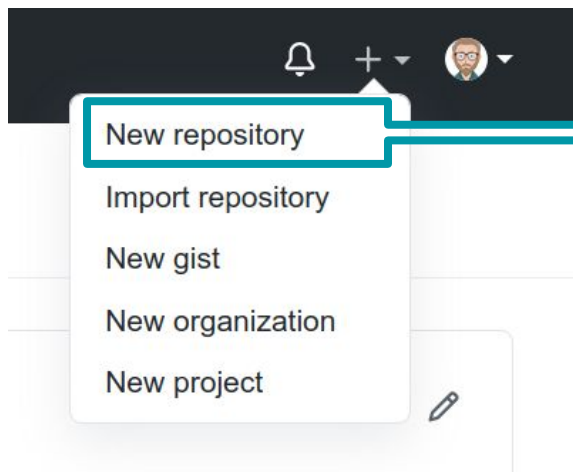 New repository
Import repository
New gist
New organization
New project